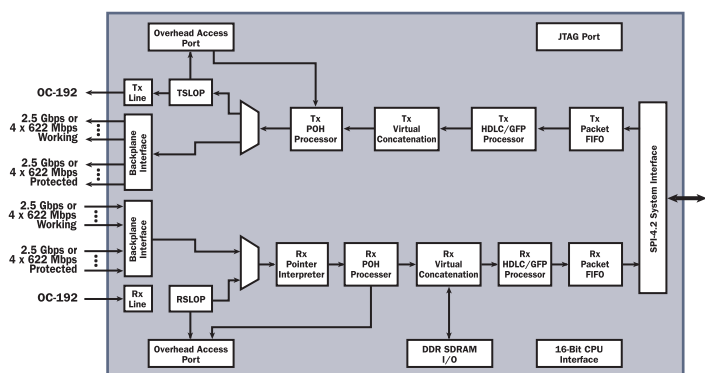 Overhead Access
Port
JTAG Port
OC-192
Tx
Line
TSLOP
2.5 Gbps or
4 x 622 Mbps
Working
2.5 Gbps or
4 x 622 Mbps
Protected
Backplane
Interface
Tx
POH
Processor
Tx
Virtual
Concatenation
Tx
HDLC/GFP
Processor
Tx
Packet
FIFO
SPI-4.2 System Interface
2.5 Gbps or
4 x 622 Mbps
Working
2.5 Gbps or
4 x 622 Mbps
Protected
Backplane
Interface
Rx
Pointer
Interpreter
Rx
POH
Processer
Rx
Virtual
Concatenation
Rx
HDLC/GFP
Processor
Rx
Packet
FIFO
OC-192
Rx
Line
RSLOP
Overhead Access
Port
DDR SDRAM
I/O
16-Bit CPU
Interface